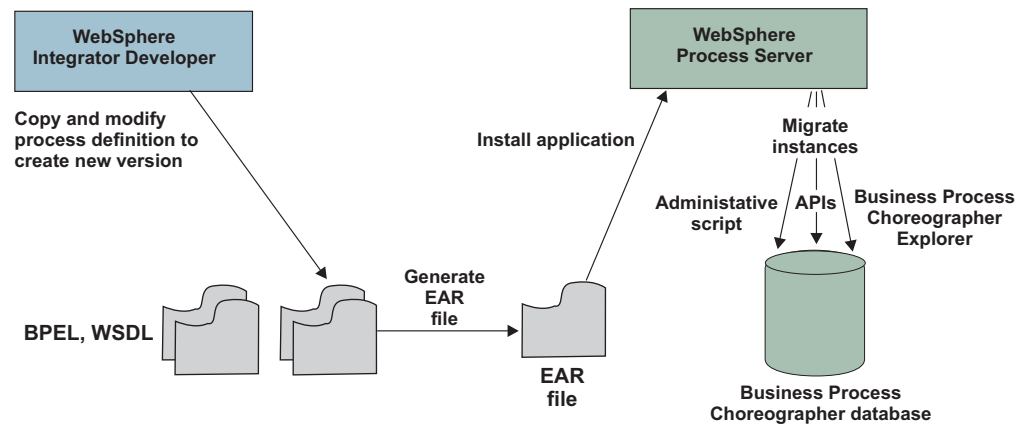 WebSphere
Integrator Developer
WebSphere
Process Server
Copy and modify
process definition to
create new version
Install application
Migrate
instances
Administative
script
APIs
Business Process
Choreographer
Explorer
BPEL, WSDL
Generate
EAR
file
EAR
file
Business Process
Choreographer database